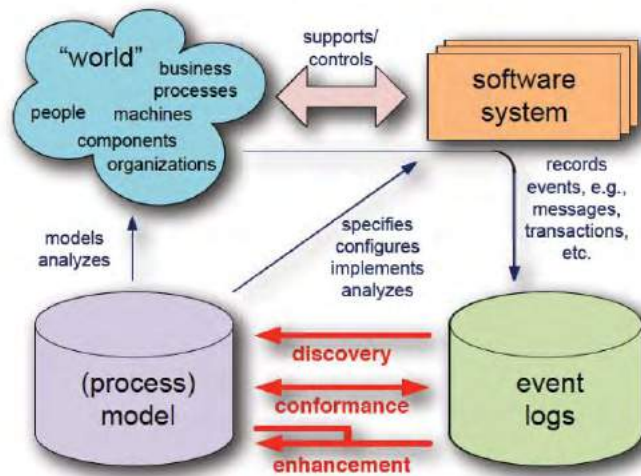 “world”
business
processes
people
machines
components
organizations
supports/
controls
software
system
records
events, e.g.,
messages,
transactions,
etc.
models
analyzes
specifies
configures
implements
analyzes
(process)
model
discovery
conformance
enhancement
event
logs